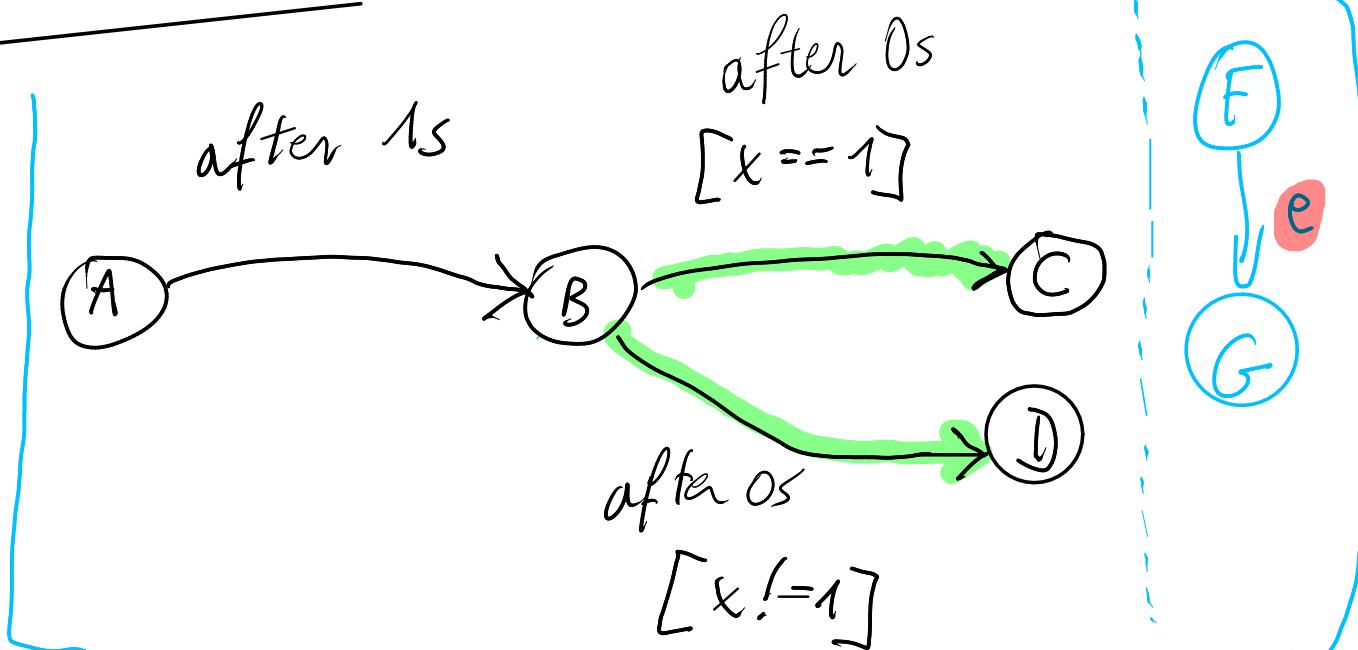 after 1s
after 0s
[x == 1]
A
B
C
D
after 0s
[x != 1]
F
e
G